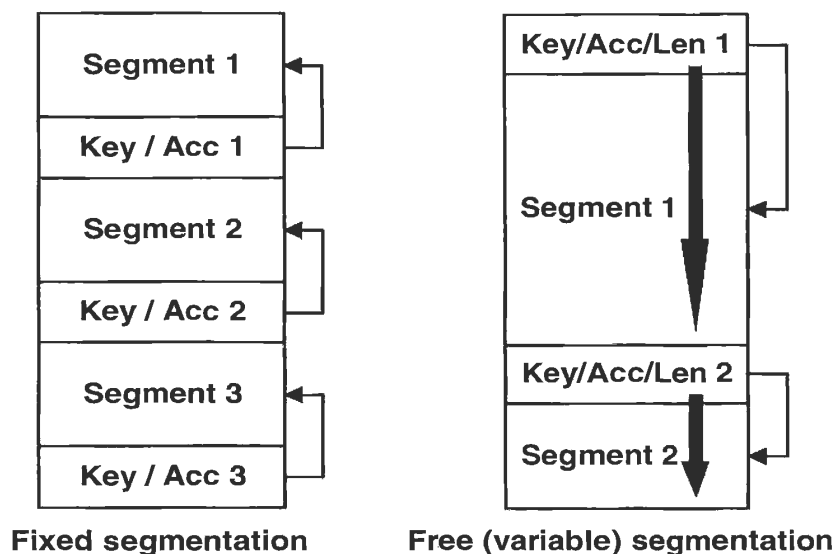 Segment 1
Key / Acc 1
Segment 2
Key / Acc 2
Segment 3
Key / Acc 3
Fixed segmentation
Key/Acc/Len 1
Segment 1
Key/Acc/Len 2
Segment 2
Free (variable) segmentation